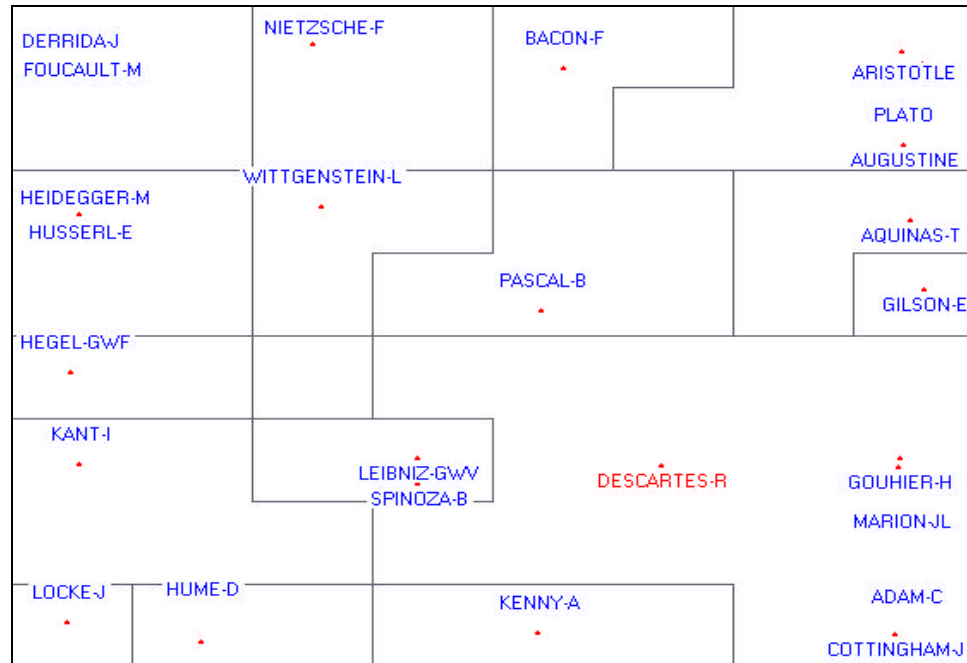 DERRIDA-J
FOUCAULT-M
NIETZSCHE-F
BACON-F
ARISTOTLE
PLATO
AUGUSTINE
WITTGENSTEIN-L
HEIDEGGER-M
HUSSERL-E
AQUINAS-T
PASCAL-B
GILSON-E
HEGEL-GWF
KANT-I
LEIBNIZ-GWV
SPINOZA-B
DESCARTES-R
GOUHIER-H
MARION-JL
LOCKE-J
HUME-D
KENNY-A
ADAM-C
COTTINGHAM-J